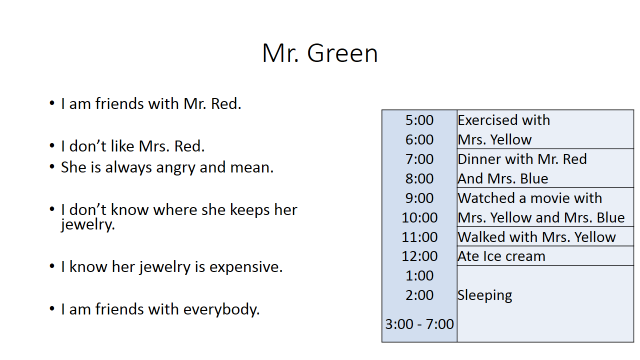 Mr. Green
• I am friends with Mr. Red.
• I don’t like Mrs. Red.
• She is always angry and mean.
• I don’t know where she keeps her
jewelry.
• I know her jewelry is expensive.
• I am friends with everybody.
5:00 Exercised with
6:00 Mrs. Yellow
7:00 Dinner with Mr. Red
8:00 And Mrs. Blue
9:00 Watched a movie with
10:00 Mrs. Yellow and Mrs. Blue
11:00 Walked with Mrs. Yellow
12:00 Ate Ice cream
1:00
2:00 Sleeping
3:00 - 7:00